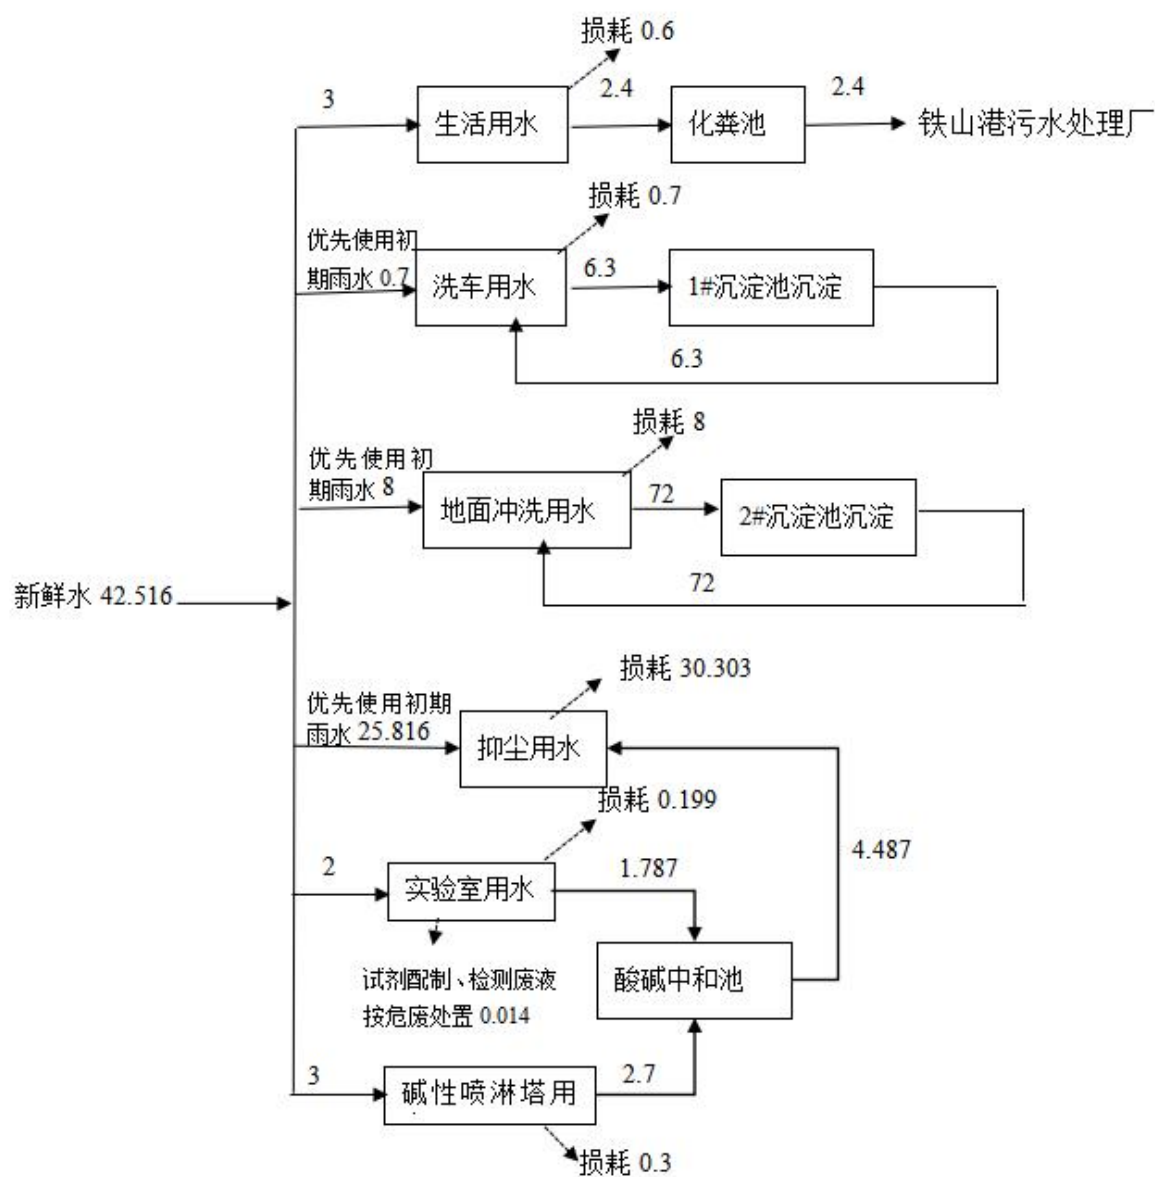 损耗 0.6
3
生活用水
2.4
化粪池
2.4
铁山港污水处理厂
损耗 0.7
优先使用初
期雨水 0.7
洗车用水
6.3
1#沉淀池沉淀
6.3
损耗 8
优先使用初
期雨水 8
地面冲洗用水
72
2#沉淀池沉淀
72
新鲜水 42.516
损耗 30.303
优先使用初期
雨水 25.816
抑尘用水
损耗 0.199
4.487
2
实验室用水
1.787
试剂配制、检测废液
按危废处置 0.014
酸碱中和池
3
碱性喷淋塔用
2.7
损耗 0.3